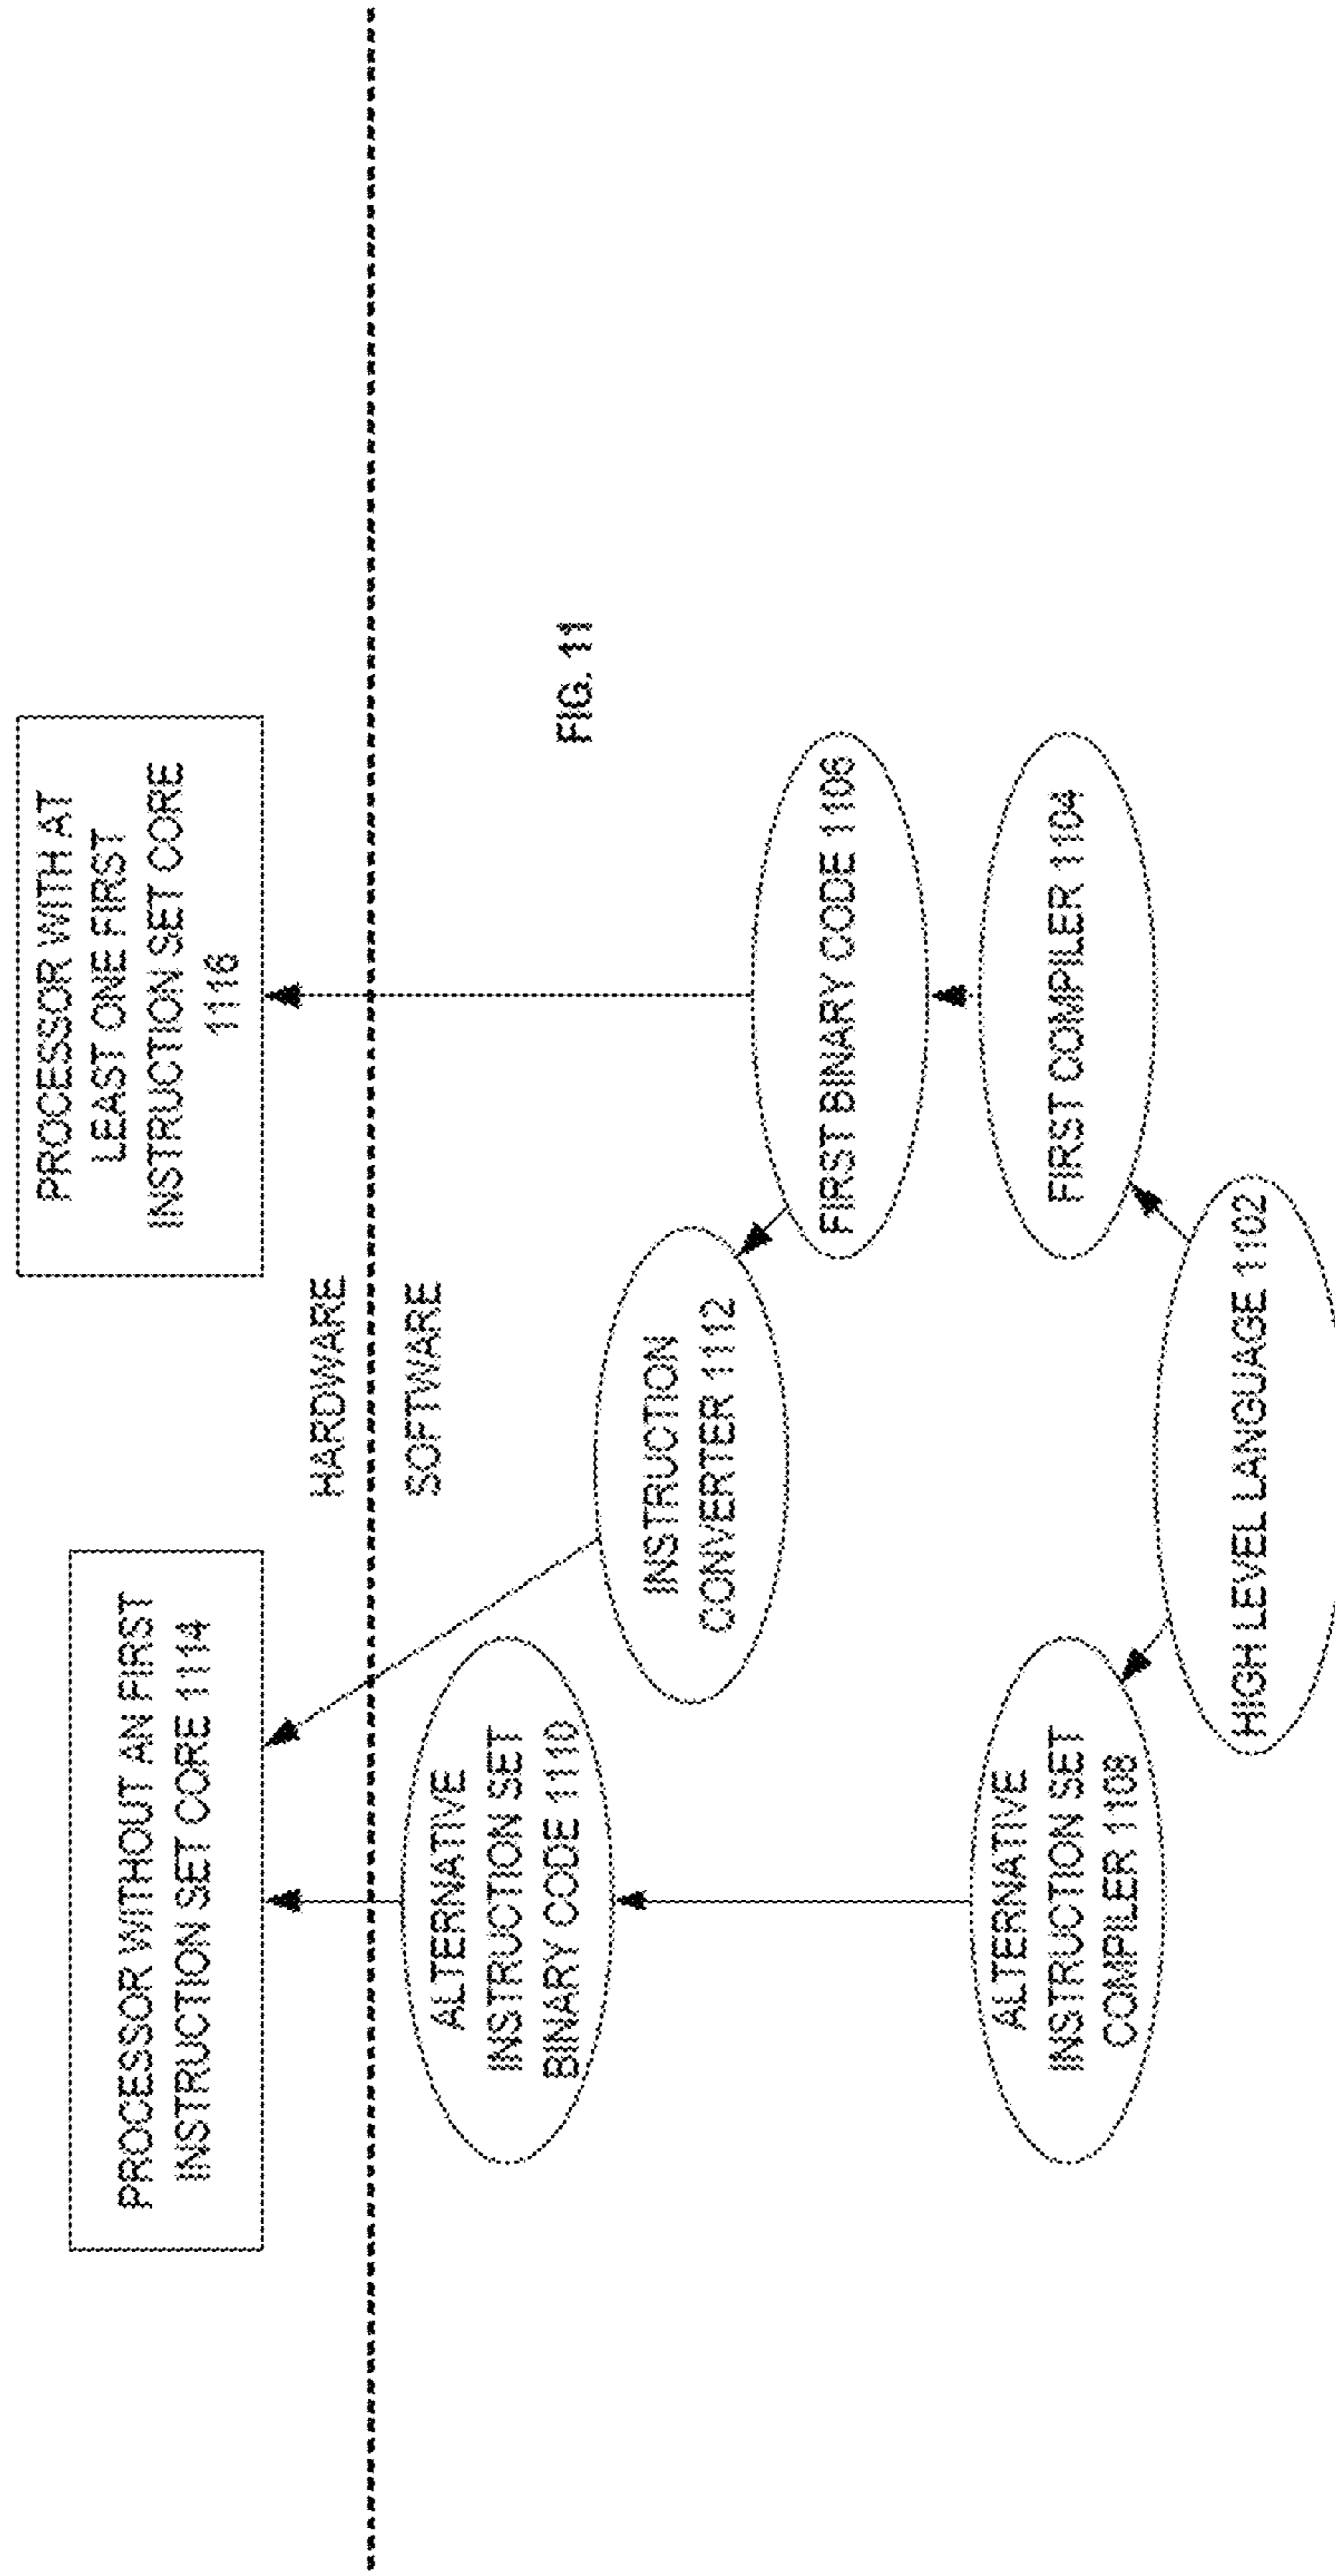 PROCESSOR WITHOUT AN FIRST
INSTRUCTION SET CORE 1114
PROCESSOR WITH AT
LEAST ONE FIRST
INSTRUCTION SET CORE
1116
HARDWARE
SOFTWARE
ALTERNATIVE
INSTRUCTION SET
BINARY CODE 1110
INSTRUCTION
CONVERTER 1112
FIG. 11
FIRST BINARY CODE 1106
ALTERNATIVE
INSTRUCTION SET
COMPILER 1108
FIRST COMPILER 1104
HIGH LEVEL LANGUAGE 1102